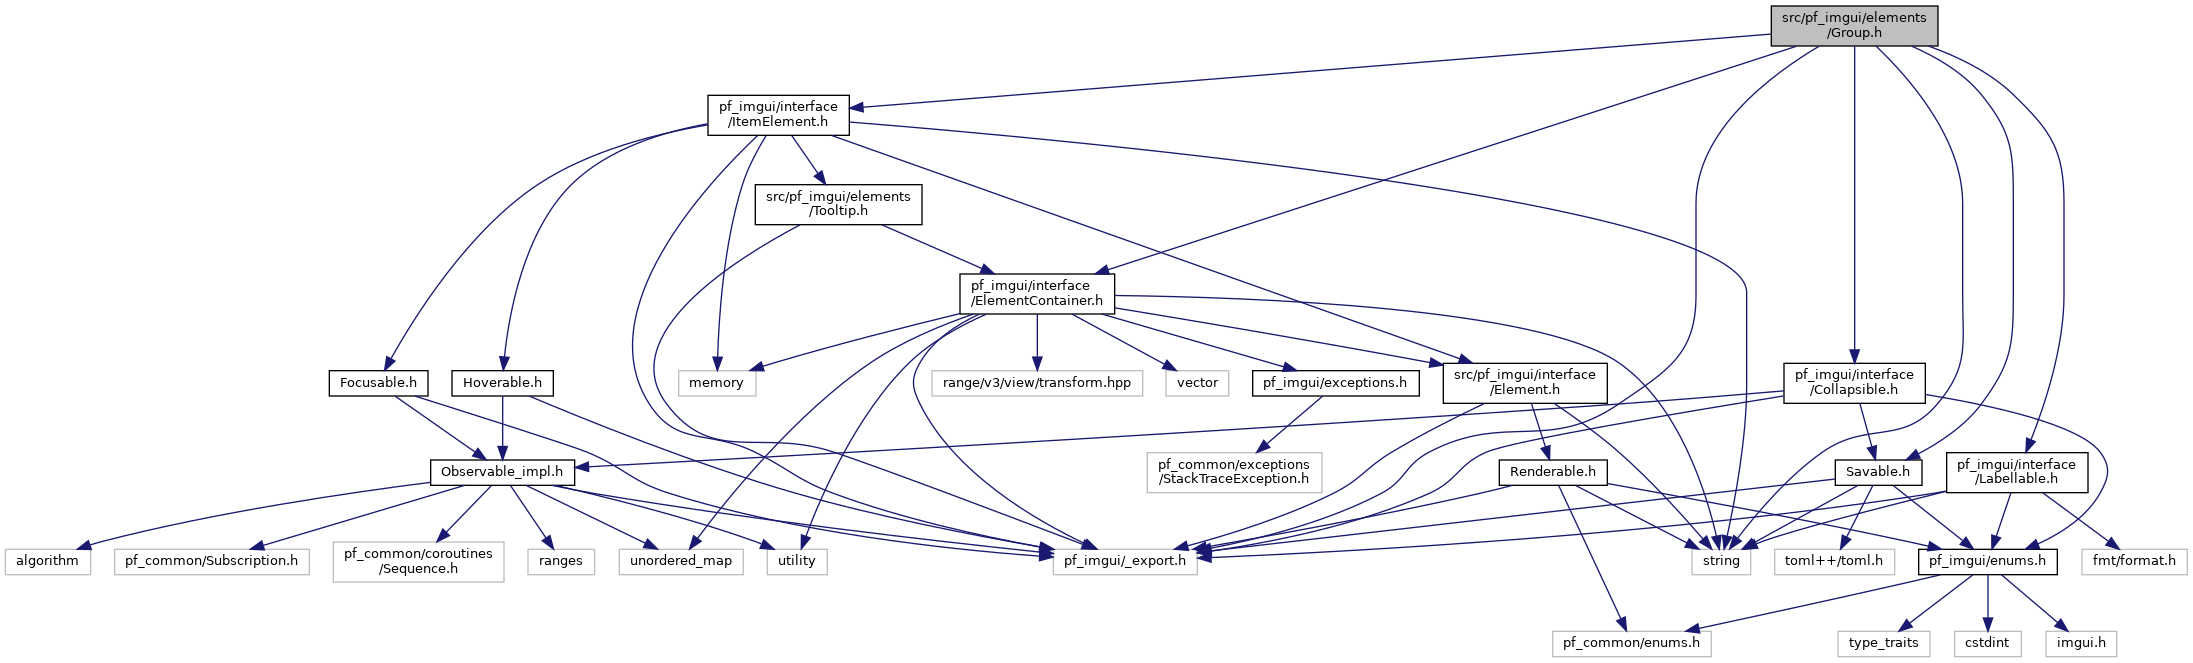 src/pf_imgui/elements
/Group.h
pf_imgui/interface
/ItemElement.h
src/pf_imgui/elements
/Tooltip.h
pf_imgui/interface
/ElementContainer.h
Focusable.h
Hoverable.h
memory
range/v3/view/transform.hpp
vector
pf_imgui/exceptions.h
src/pf_imgui/interface
/Element.h
pf_imgui/interface
/Collapsible.h
Observable_impl.h
pf_common/exceptions
/StackTraceException.h
Renderable.h
Savable.h
pf_imgui/interface
/Labellable.h
algorithm
pf_common/Subscription.h
pf_common/coroutines
/Sequence.h
ranges
unordered_map
utility
pf_imgui/_export.h
string
toml++/toml.h
pf_imgui/enums.h
fmt/format.h
pf_common/enums.h
type_traits
cstdint
imgui.h